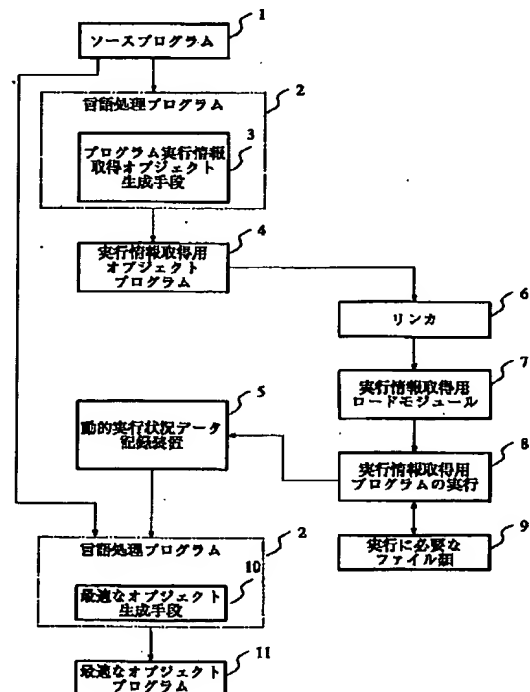 1
ソースプログラム
2
言語処理プログラム
3
プログラム実行情報
取得オブジェクト
生成手段
4
実行情報取得用
オブジェクト
プログラム
6
リンカ
7
実行情報取得用
ロードモジュール
5
動的実行状況データ
記録装置
8
実行情報取得用
プログラムの実行
9
実行に必要な
ファイル類
2
言語処理プログラム
10
最適なオブジェクト
生成手段
11
最適なオブジェクト
プログラム